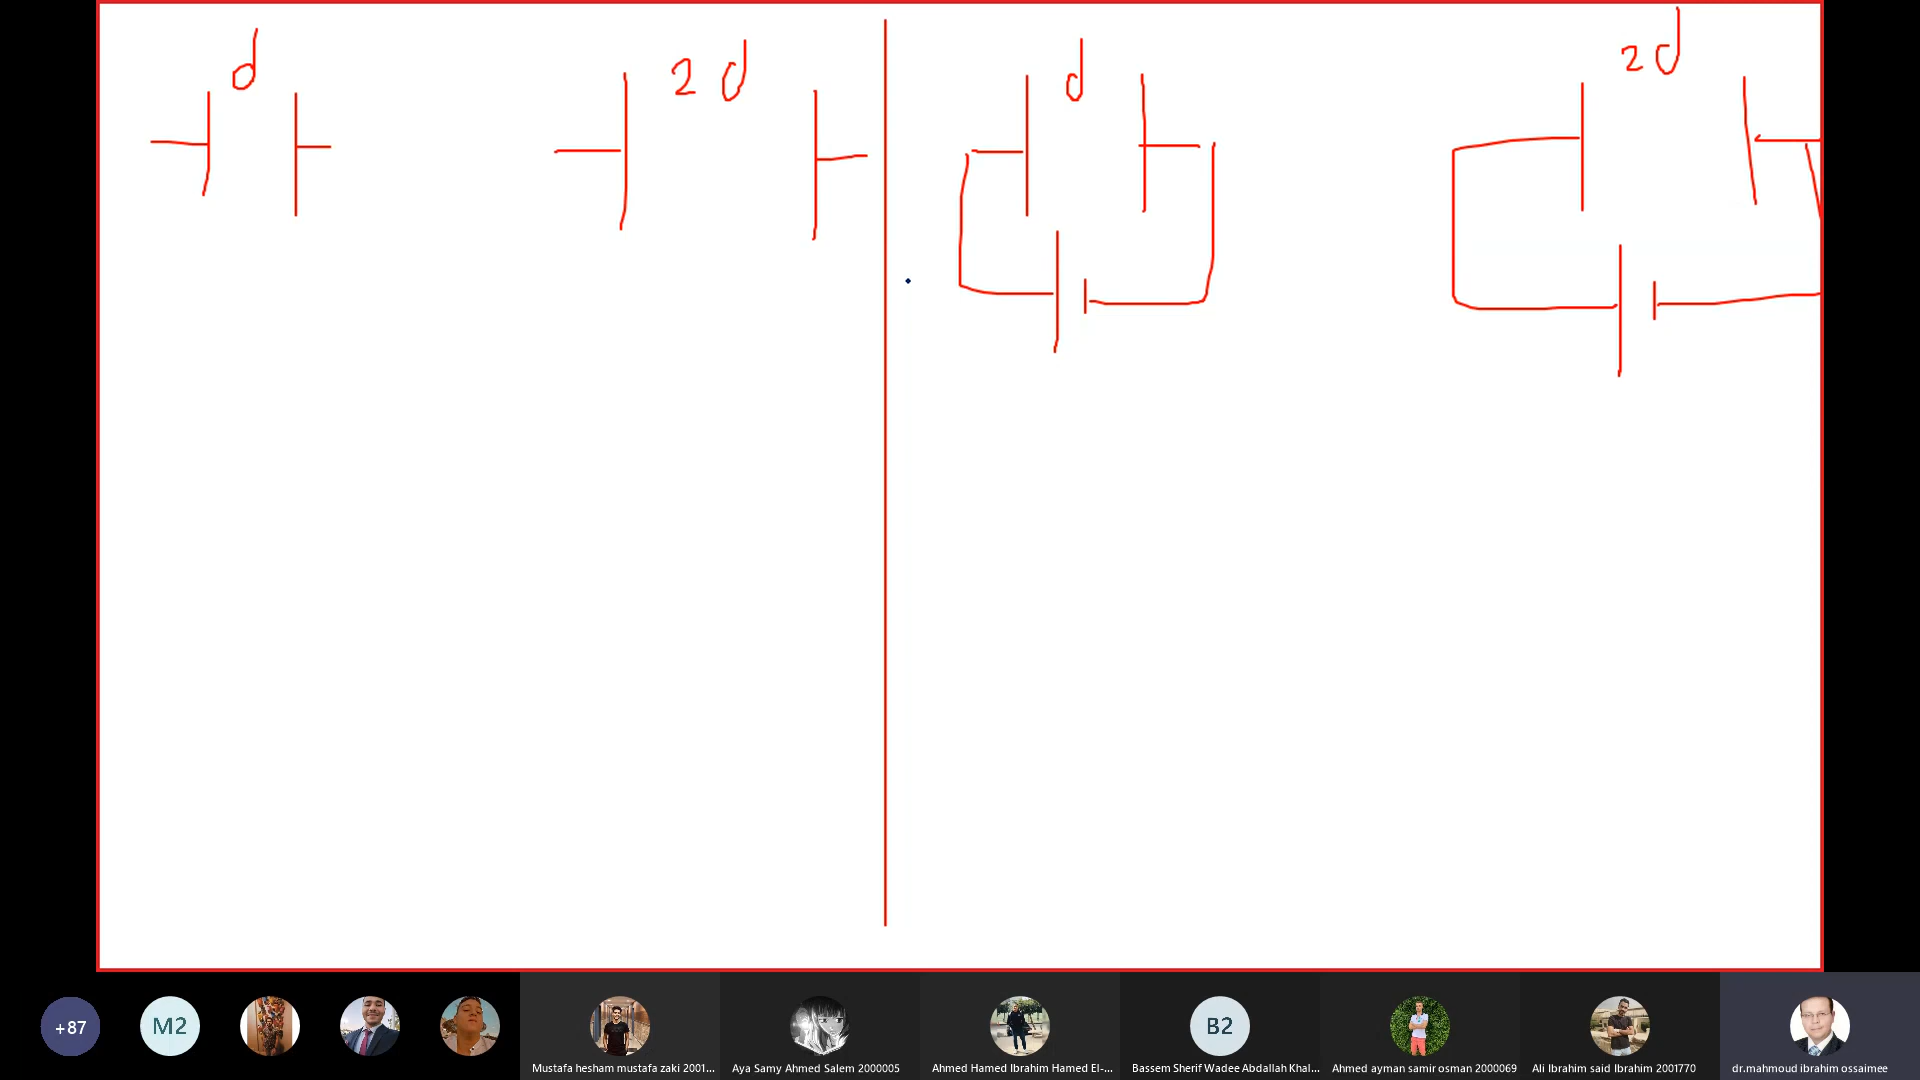 d
2d
d
2d
+87
M2
B2
Mustafa hesham mustafa zaki 2001...
Aya Samy Ahmed Salem 2000005
Ahmed Hamed Ibrahim Hamed El-...
Bassem Sherif Wadee Abdallah Khal...
Ahmed ayman samir osman 2000069
Ali Ibrahim said Ibrahim 2001770
dr.mahmoud ibrahim ossaimee